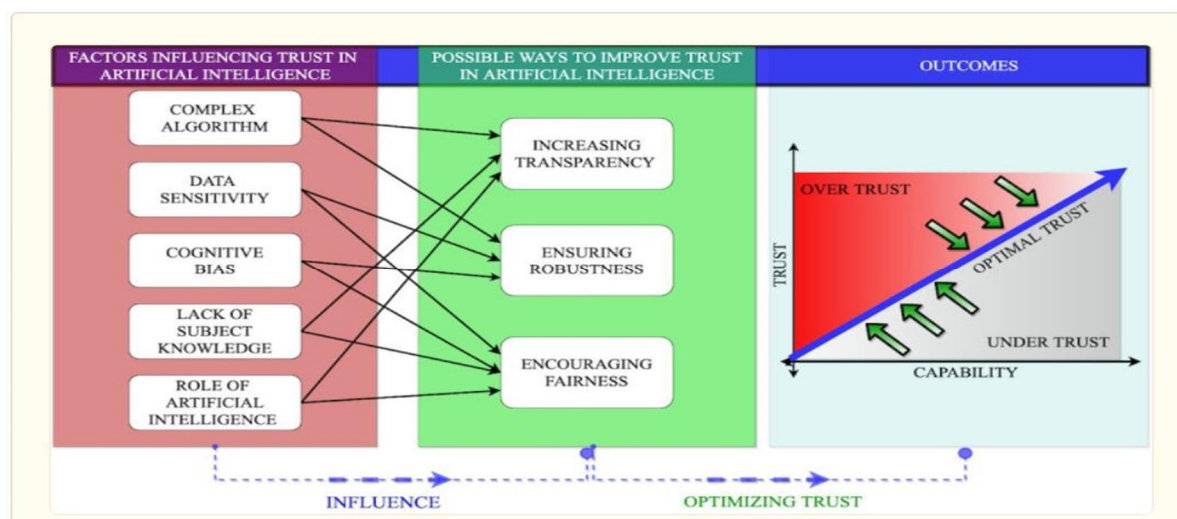 FACTORS INFLUENCING TRUST IN
ARTIFICIAL INTELLIGENCE
POSSIBLE WAYS TO IMPROVE TRUST
IN ARTIFICIAL INTELLIGENCE
OUTCOMES
COMPLEX
ALGORITHM
DATA
SENSITIVITY
COGNITIVE
BIAS
LACK OF
SUBJECT
KNOWLEDGE
ROLE OF
ARTIFICIAL
INTELLIGENCE
INCREASING
TRANSPARENCY
ENSURING
ROBUSTNESS
ENCOURAGING
FAIRNESS
TRUST
OVER TRUST
OPTIMAL TRUST
UNDER TRUST
CAPABILITY
INFLUENCE
OPTIMIZING TRUST